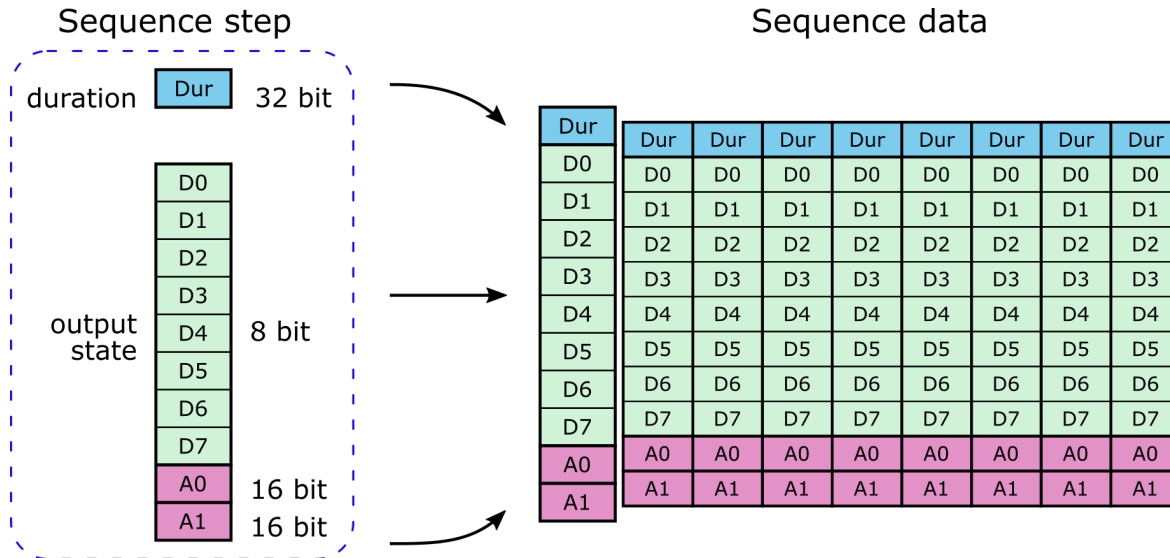 Sequence step
Sequence data
duration
Dur
32 bit
output
state
D0
D1
D2
D3
D4
D5
D6
D7
8 bit
A0
16 bit
A1
16 bit
Dur
D0
D1
D2
D3
D4
D5
D6
D7
A0
A1
Dur Dur Dur Dur Dur Dur Dur Dur
D0 D0 D0 D0 D0 D0 D0 D0
D1 D1 D1 D1 D1 D1 D1 D1
D2 D2 D2 D2 D2 D2 D2 D2
D3 D3 D3 D3 D3 D3 D3 D3
D4 D4 D4 D4 D4 D4 D4 D4
D5 D5 D5 D5 D5 D5 D5 D5
D6 D6 D6 D6 D6 D6 D6 D6
D7 D7 D7 D7 D7 D7 D7 D7
A0 A0 A0 A0 A0 A0 A0 A0
A1 A1 A1 A1 A1 A1 A1 A1